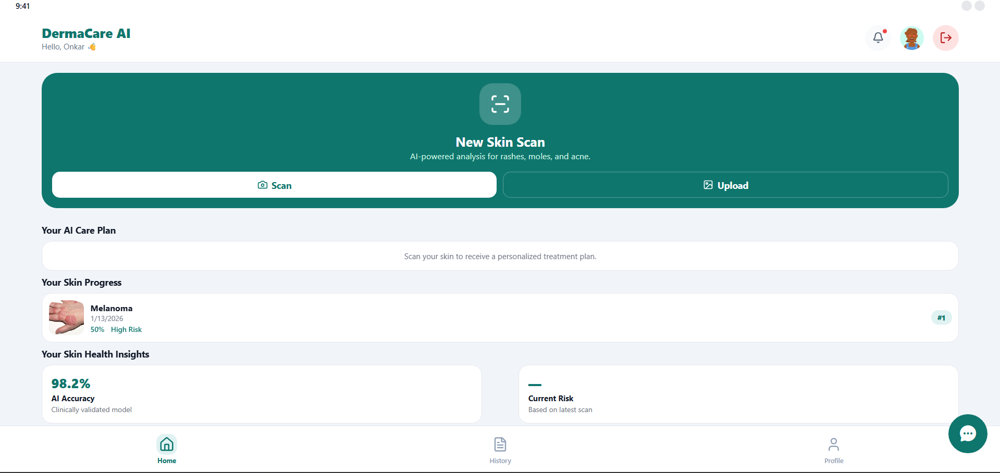 9:41
DermaCare AI
Hello, Onkar 👋
New Skin Scan
AI-powered analysis for rashes, moles, and acne.
Scan
Upload
Your AI Care Plan
Scan your skin to receive a personalized treatment plan.
Your Skin Progress
Melanoma
1/13/2026
50% High Risk
#1
Your Skin Health Insights
98.2%
AI Accuracy
Clinically validated model
—
Current Risk
Based on latest scan
Home
History
Profile